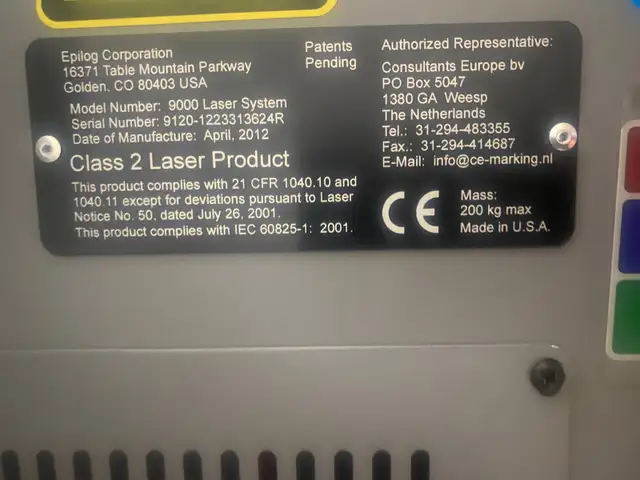 Epilog Corporation
16371 Table Mountain Parkway
Golden, CO 80403 USA
Patents
Pending
Model Number: 9000 Laser System
Serial Number: 9120-1223313624R
Date of Manufacture: April, 2012
Class 2 Laser Product
This product complies with 21 CFR 1040.10 and
1040.11 except for deviations pursuant to Laser
Notice No. 50, dated July 26, 2001.
This product complies with IEC 60825-1: 2001.
Authorized Representative:
Consultants Europe bv
PO Box 5047
1380 GA Weesp
The Netherlands
Tel.: 31-294-483355
Fax.: 31-294-414687
E-Mail: info@ce-marking.nl
CE
Mass:
200 kg max
Made in U.S.A.